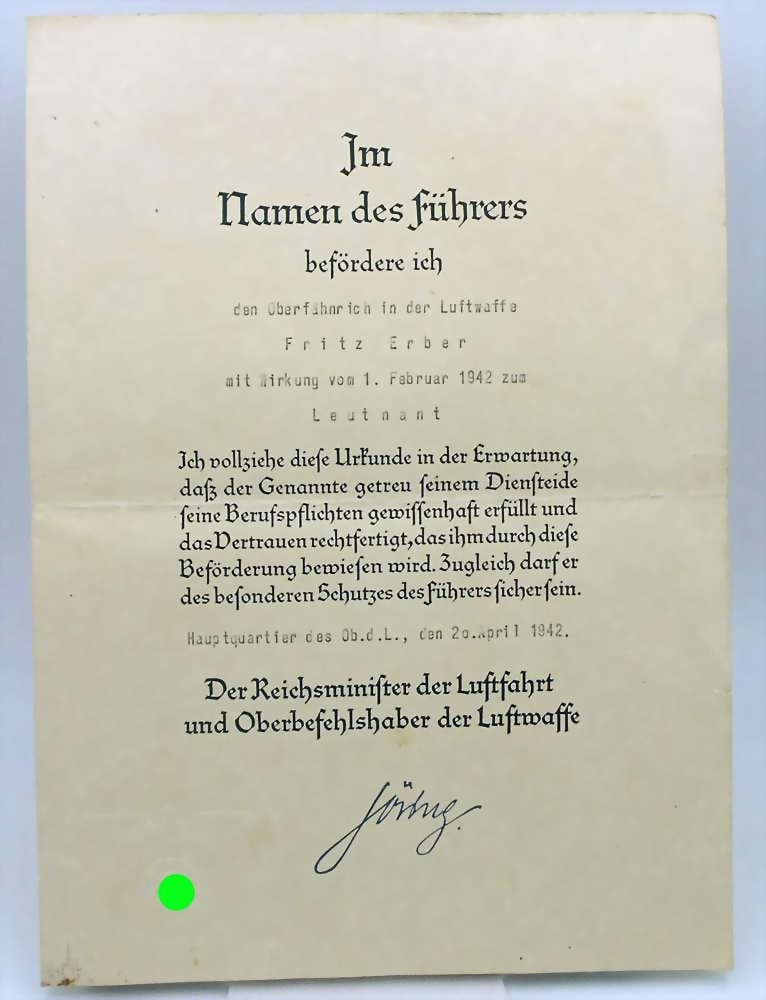 Im
Namen des Führers
befördere ich
den Oberfähnrich in der Luftwaffe
Fritz Erber
mit Wirkung vom 1. Februar 1942 zum
Leutnant
Ich vollziehe diese Urkunde in der Erwartung,
daß der Genannte getreu seinem Diensteide
seine Berufspflichten gewissenhaft erfüllt und
das Vertrauen rechtfertigt, das ihm durch diese
Beförderung bewiesen wird. Zugleich darf er
des besonderen Schutzes des Führers sicher sein.
Hauptquartier des Ob.d.L., den 20.April 1942.
Der Reichsminister der Luftfahrt
und Oberbefehlshaber der Luftwaffe
Göring.